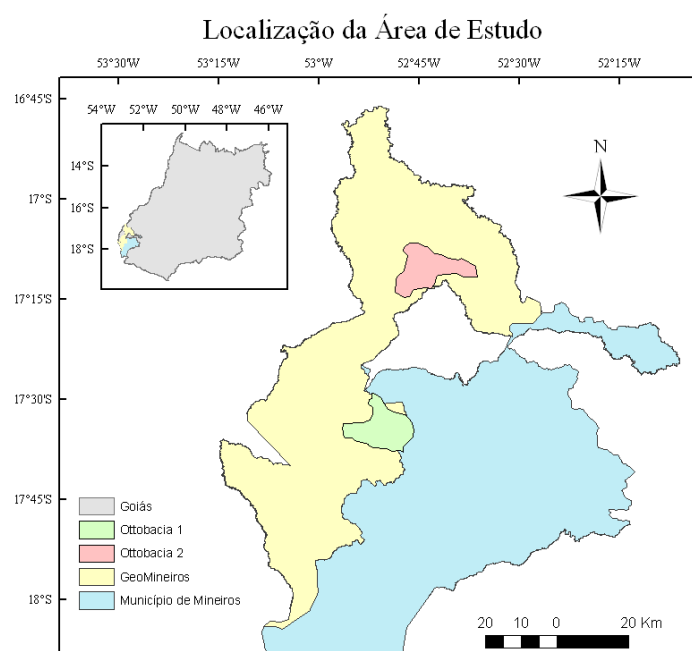 Localização da Área de Estudo
53°30'W 53°15'W 53°W 52°45'W 52°30'W 52°15'W
16°45'S
17°S
17°15'S
17°30'S
17°45'S
18°S
54°W 52°W 50°W 48°W 46°W
14°S
16°S
18°S
N
Goiás
Ottobacia 1
Ottobacia 2
GeoMineiros
Município de Mineiros
20 10 0 20 Km